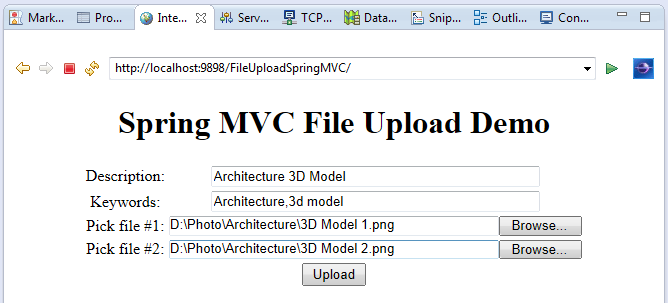 Mark... Pro... Inte... Serv... TCP... Data... Snip... Outli... Con...
http://localhost:9898/FileUploadSpringMVC/
Spring MVC File Upload Demo
Description: Architecture 3D Model
Keywords: Architecture,3d model
Pick file #1: D:\Photo\Architecture\3D Model 1.png Browse...
Pick file #2: D:\Photo\Architecture\3D Model 2.png Browse...
Upload